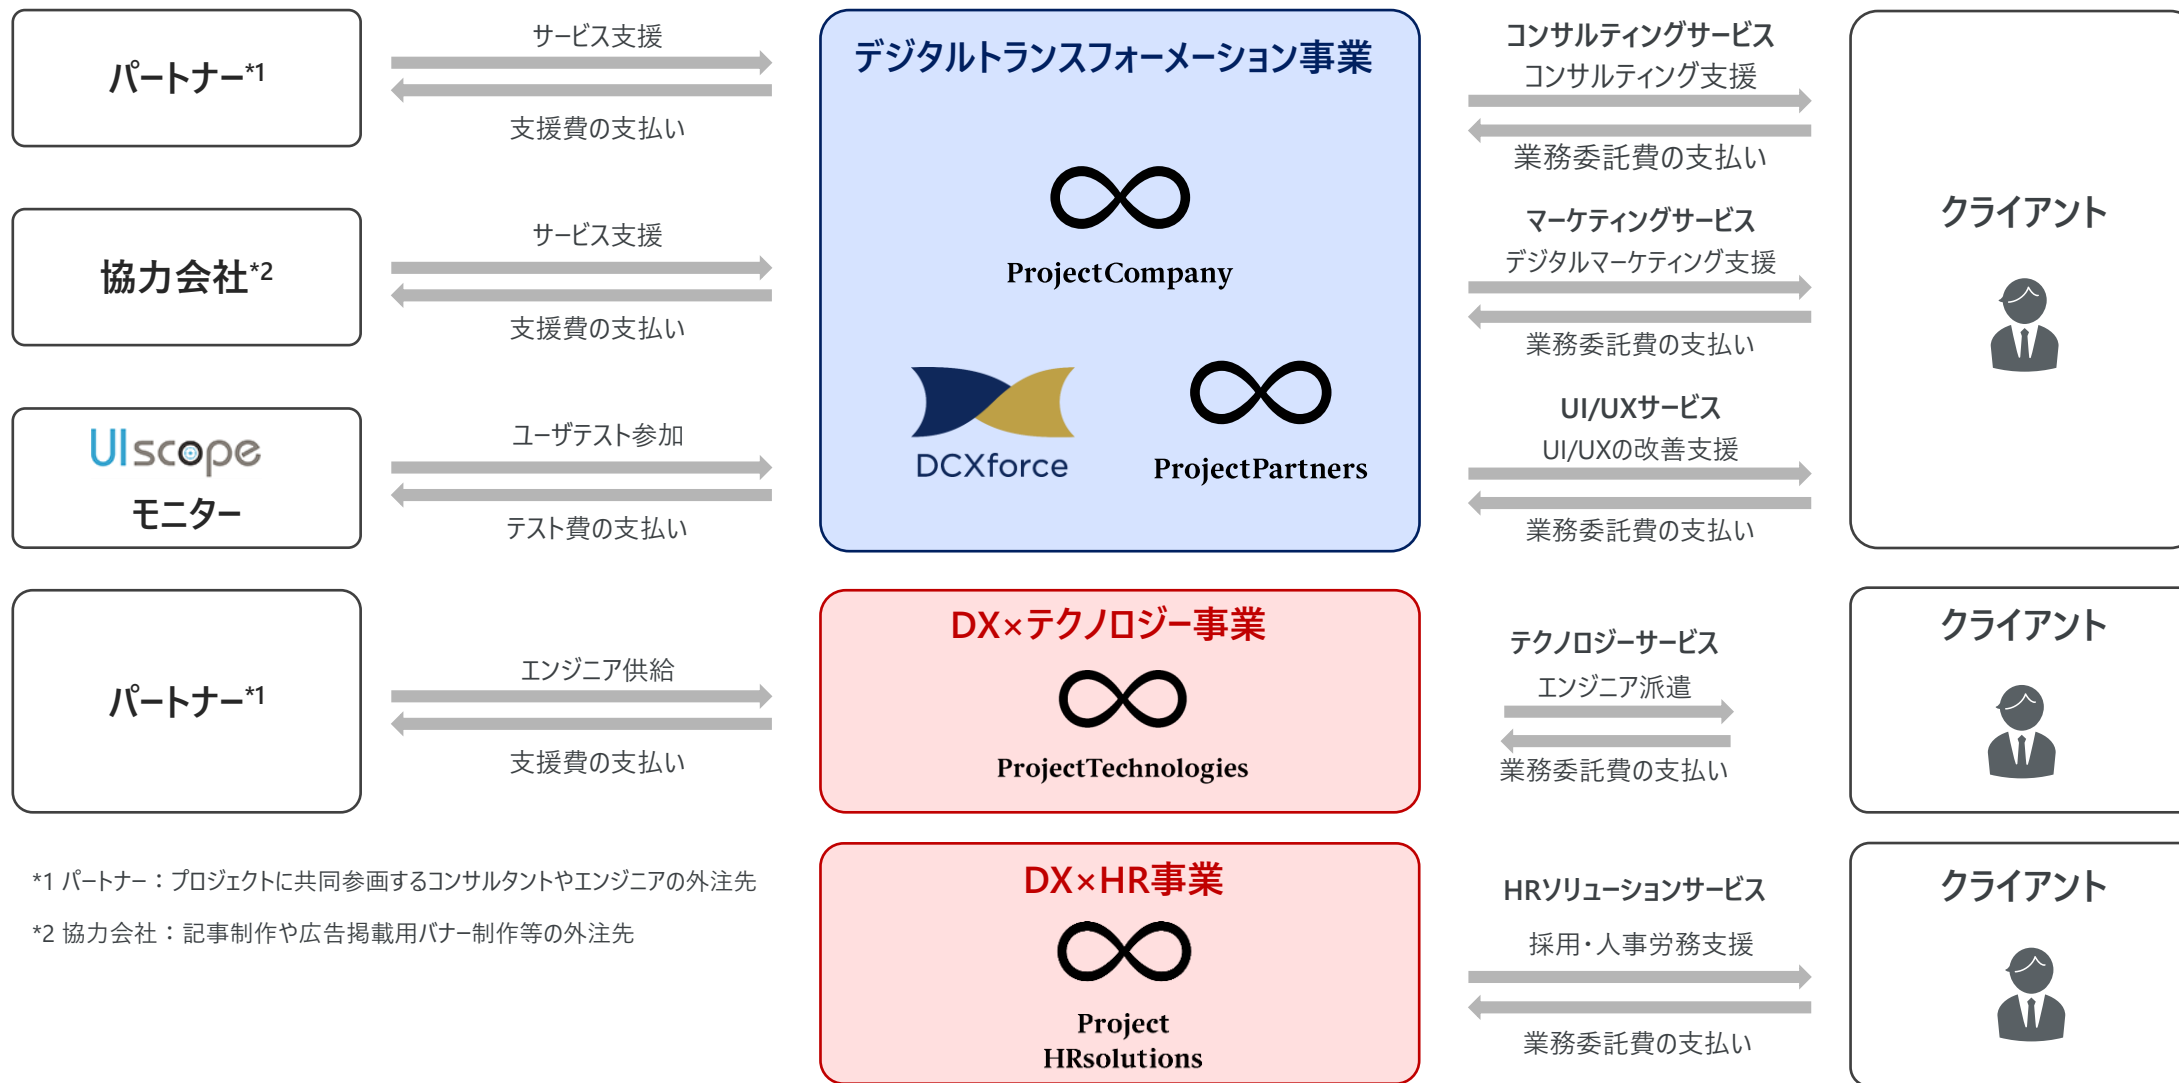 パートナー*1
サービス支援
支援費の支払い
デジタルトランスフォーメーション事業
ProjectCompany
DCXforce
ProjectPartners
コンサルティングサービス
コンサルティング支援
業務委託費の支払い
クライアント
協力会社*2
サービス支援
支援費の支払い
マーケティングサービス
デジタルマーケティング支援
業務委託費の支払い
UIscope
モニター
ユーザテスト参加
テスト費の支払い
UI/UXサービス
UI/UXの改善支援
業務委託費の支払い
パートナー*1
エンジニア供給
支援費の支払い
DX×テクノロジー事業
ProjectTechnologies
テクノロジーサービス
エンジニア派遣
業務委託費の支払い
クライアント
*1 パートナー：プロジェクトに共同参画するコンサルタントやエンジニアの外注先
*2 協力会社：記事制作や広告掲載用バナー制作等の外注先
DX×HR事業
Project
HRsolutions
HRソリューションサービス
採用・人事労務支援
業務委託費の支払い
クライアント